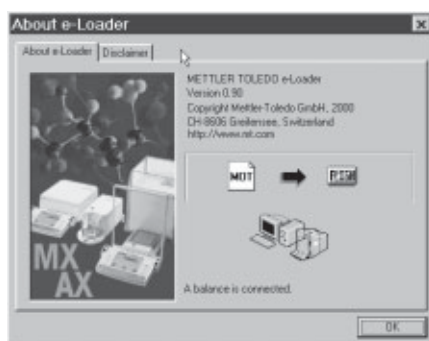 About e-Loader
About e-Loader
Disclaimer
METTLER TOLEDO e-Loader
Version 0.90
Copyright Mettler-Toledo GmbH, 2000
CH-8606 Greifensee, Switzerland
http://www.mt.com
MOT
MX
AX
A balance is connected.
OK